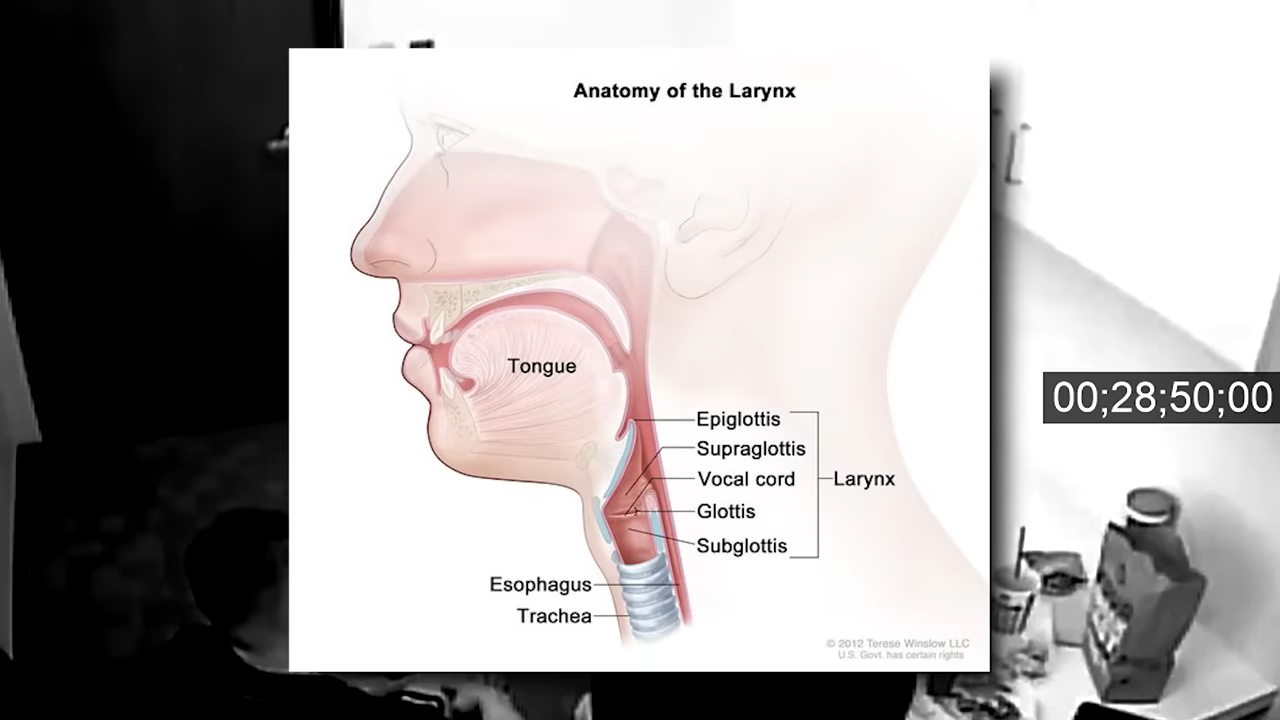 Anatomy of the Larynx
Tongue
Epiglottis
Supraglottis
Vocal cord
Larynx
Glottis
Subglottis
Esophagus
Trachea
© 2012 Terese Winslow LLC
U.S. Govt. has certain rights
00;28;50;00